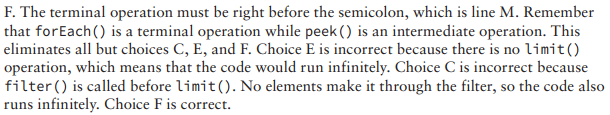 F. The terminal operation must be right before the semicolon, which is line M. Remember
that forEach() is a terminal operation while peek() is an intermediate operation. This
eliminates all but choices C, E, and F. Choice E is incorrect because there is no limit()
operation, which means that the code would run infinitely. Choice C is incorrect because
filter() is called before limit(). No elements make it through the filter, so the code also
runs infinitely. Choice F is correct.